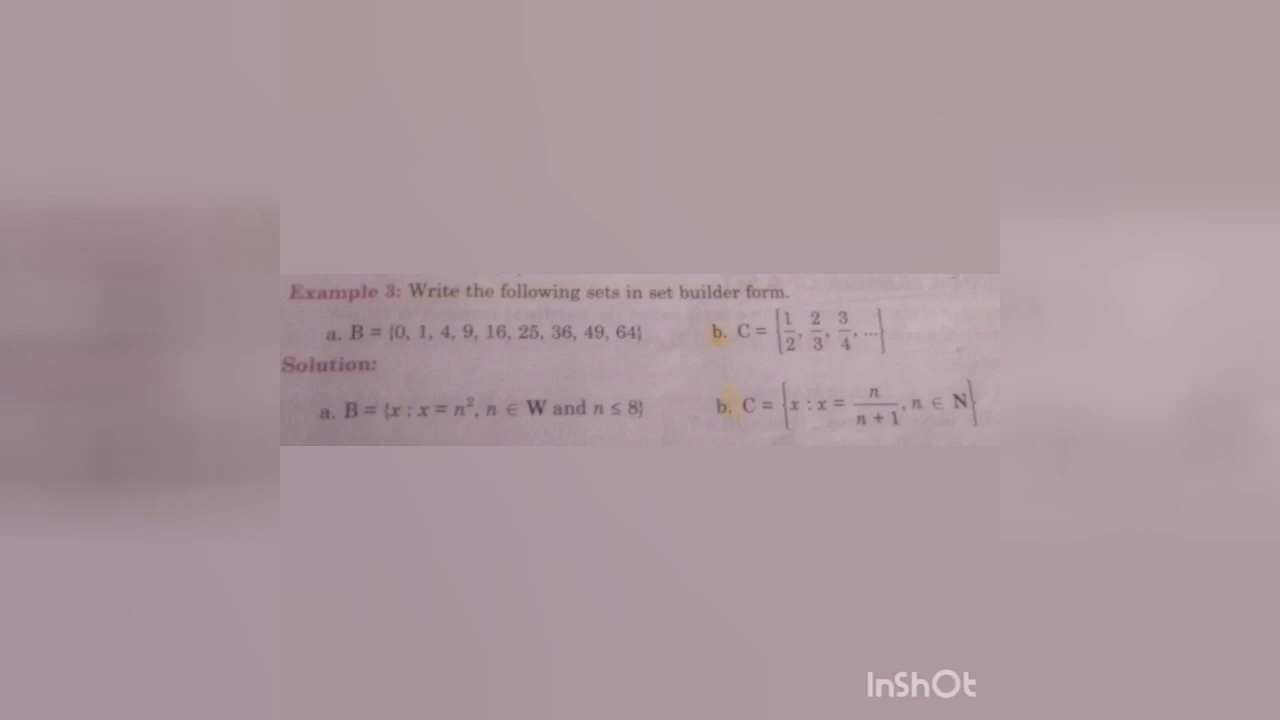 Example 3: Write the following sets in set builder form.
a. B = {0, 1, 4, 9, 16, 25, 36, 49, 64} b. C = {1/2, 2/3, 3/4, ...}
Solution:
a. B = {x : x = n², n ∈ W and n ≤ 8} b. C = {x : x = n/(n + 1), n ∈ N}
InShOt